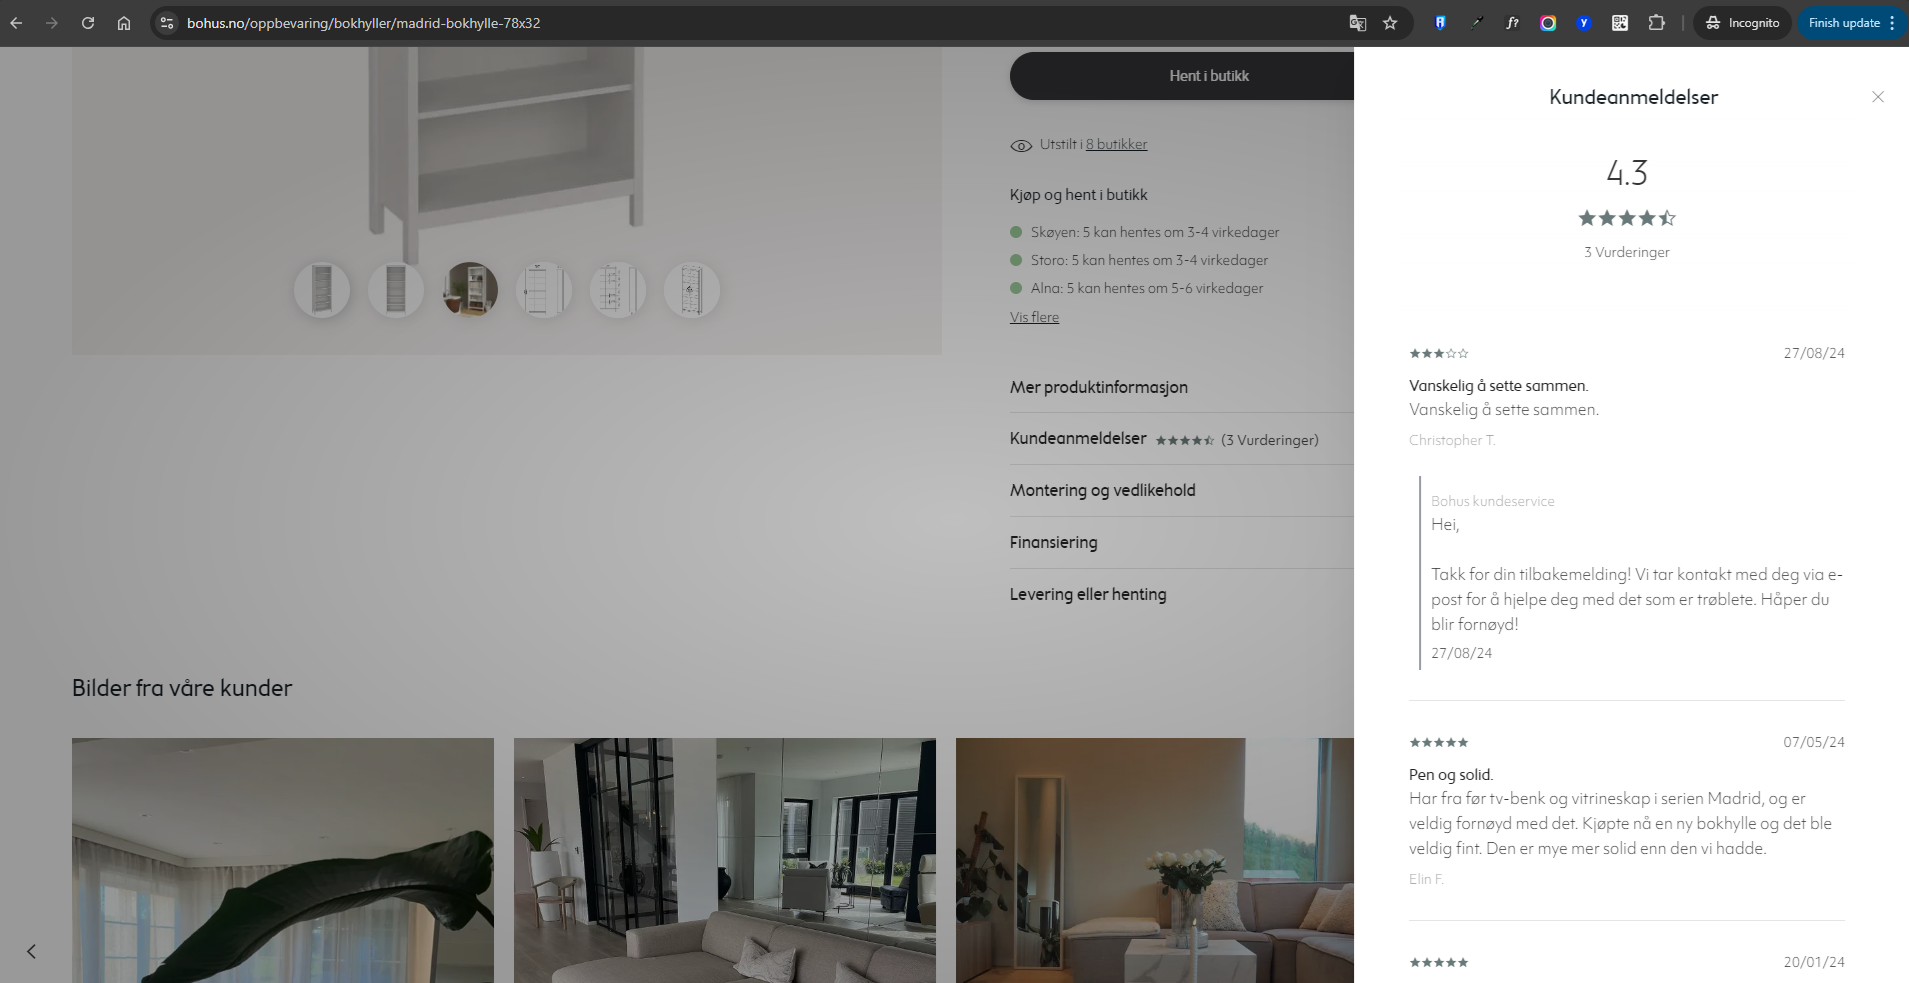 bohus.no/oppbevaring/bokhyller/madrid-bokhylle-78x32
Incognito
Finish update
Hent i butikk
Utstilt i 8 butikker
Kjøp og hent i butikk
Skøyen: 5 kan hentes om 3-4 virkedager
Storo: 5 kan hentes om 3-4 virkedager
Alna: 5 kan hentes om 5-6 virkedager
Vis flere
Mer produktinformasjon
Kundeanmeldelser (3 Vurderinger)
Montering og vedlikehold
Finansiering
Levering eller henting
Bilder fra våre kunder
Kundeanmeldelser
4.3
3 Vurderinger
27/08/24
Vanskelig å sette sammen.
Vanskelig å sette sammen.
Christopher T.
Bohus kundeservice
Hei,
Takk for din tilbakemelding! Vi tar kontakt med deg via e-
post for å hjelpe deg med det som er trøblete. Håper du
blir fornøyd!
27/08/24
07/05/24
Pen og solid.
Har fra før tv-benk og vitrineskap i serien Madrid, og er
veldig fornøyd med det. Kjøpte nå en ny bokhylle og det ble
veldig fint. Den er mye mer solid enn den vi hadde.
Elin F.
20/01/24